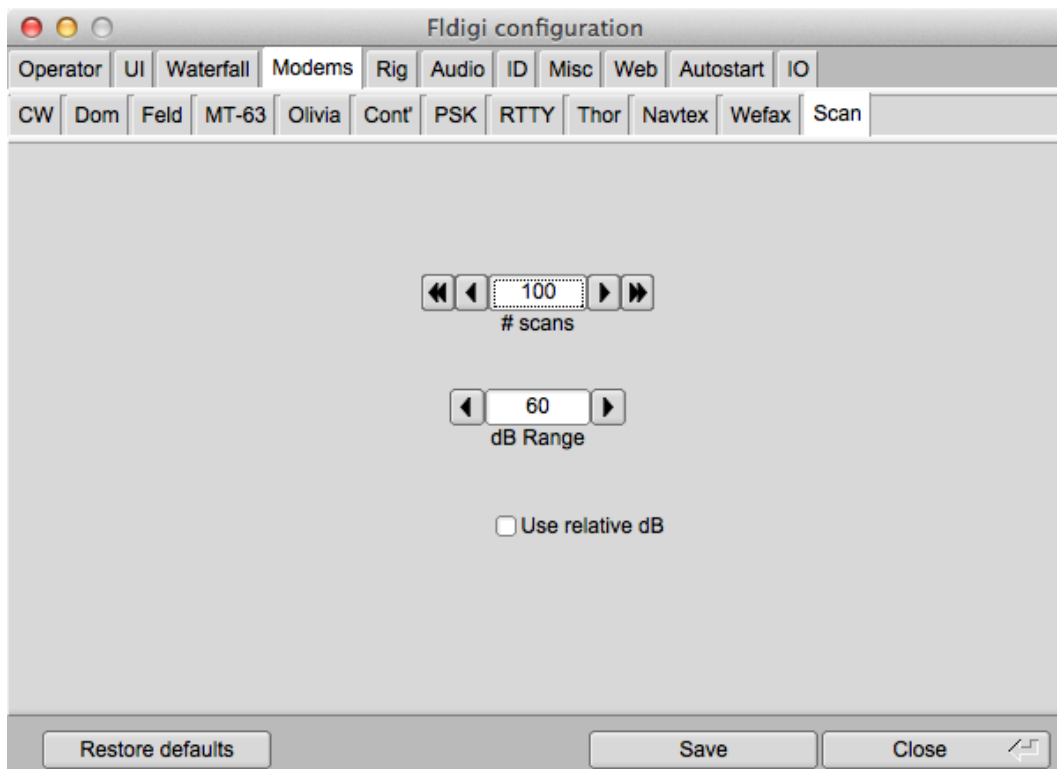 Fldigi configuration
Operator UI Waterfall Modems Rig Audio ID Misc Web Autostart IO
CW Dom Feld MT-63 Olivia Cont' PSK RTTY Thor Navtex Wefax Scan
100
# scans
60
dB Range
Use relative dB
Restore defaults Save Close